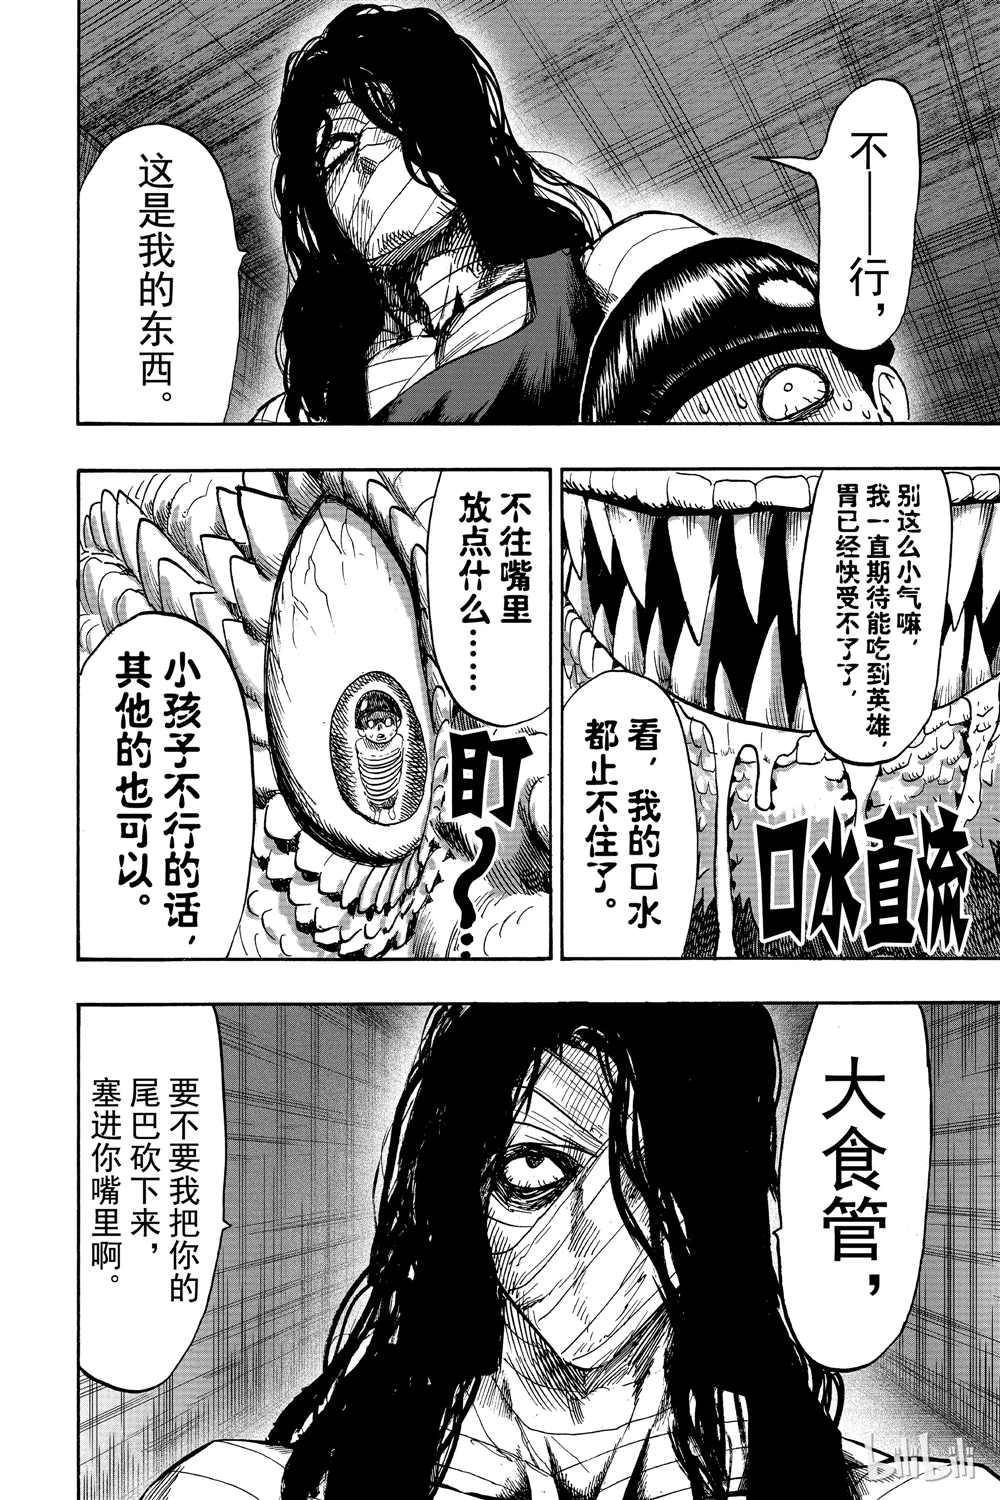 不——行，
这是我的东西。
别这么小气嘛，
我一直期待能吃到英雄，
胃已经快受不了了，
看，我的口水
都止不住了。
口水直流
不往嘴里
放点什么……
盯～…
小孩子不行的话，
其他的也可以。
大食管，
要不要我把你的
尾巴砍下来，
塞进你嘴里啊。
bilibili